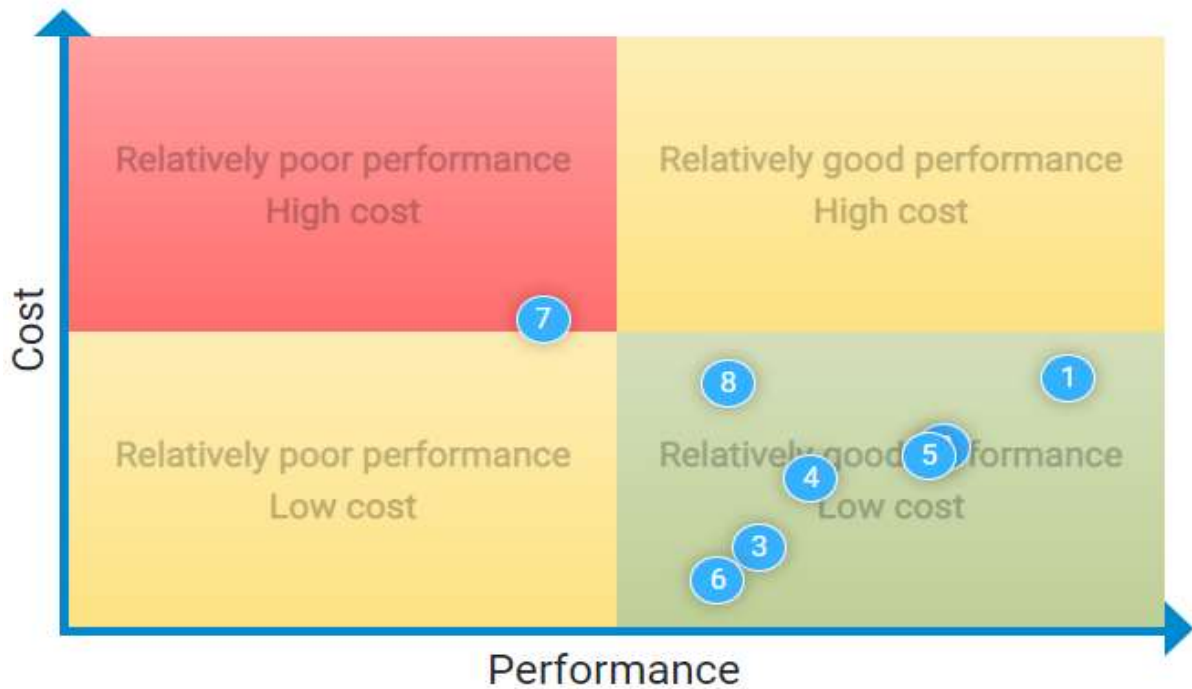 Relatively poor performance
High cost
Relatively good performance
High cost
Cost
7
8
1
Relatively poor performance
Low cost
Relatively good
5
4
Low cost
3
6
Performance